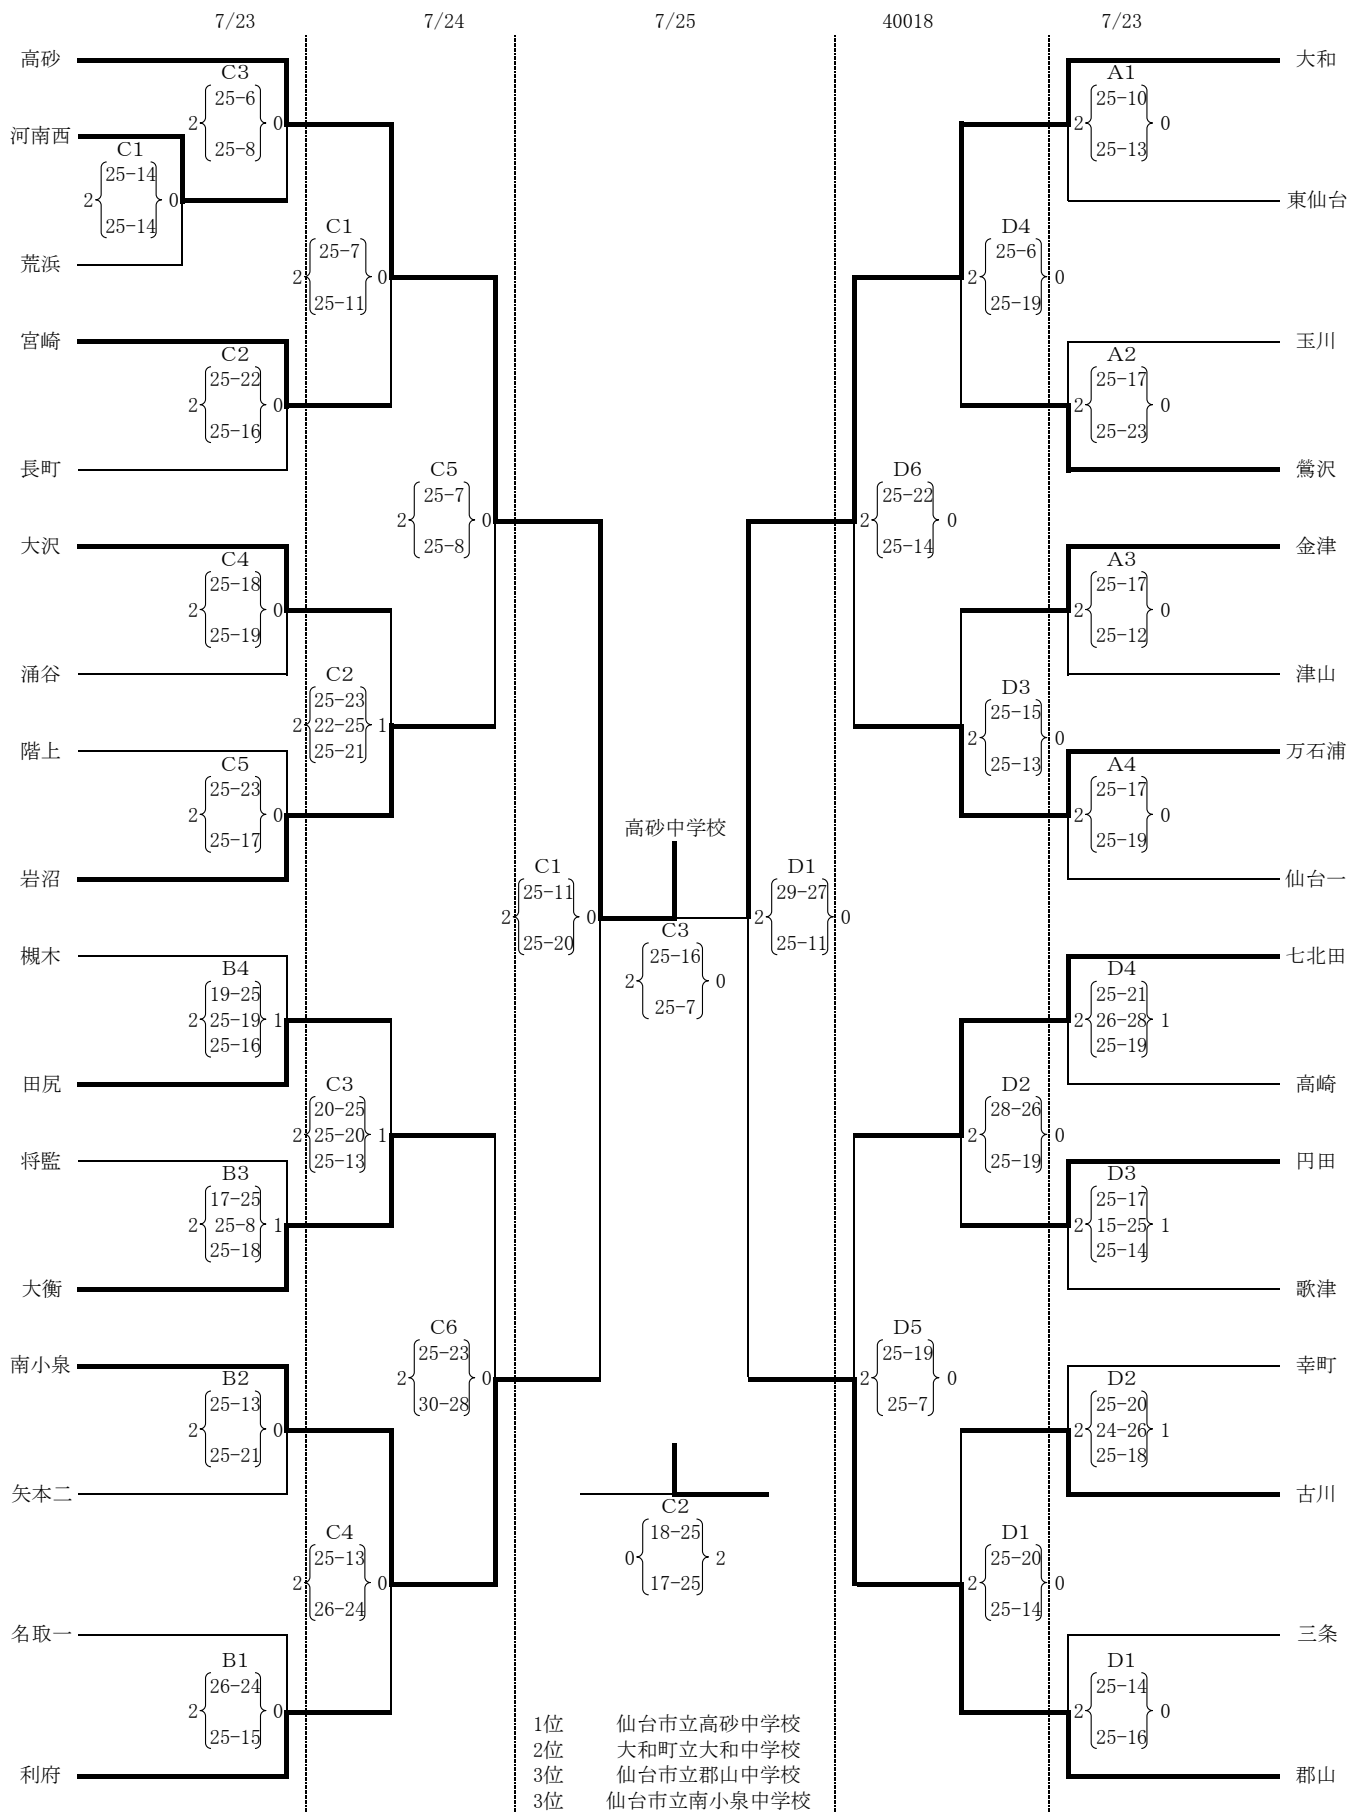 7/23 7/24 7/25 40018 7/23
高砂 大和
C3 A1
25-6 25-10
2 0 2 0
25-8 25-13
河南西
C1
25-14
2 0
25-14
東仙台
荒浜
C1 D4
25-7 25-6
2 0 2 0
25-11 25-19
宮崎 玉川
C2 A2
25-22 25-17
2 0 2 0
25-16 25-23
長町 鶯沢
C5 D6
25-7 25-22
2 0 2 0
25-8 25-14
大沢 金津
C4 A3
25-18 25-17
2 0 2 0
25-19 25-12
涌谷 津山
C2 D3
25-23 25-15
2 22-25 1 2 0
25-21 25-13
階上 万石浦
C5 A4
25-23 25-17
2 0 2 0
25-17 25-19
高砂中学校
岩沼 仙台一
C1 D1
25-11 29-27
2 0 2 0
25-20 25-11
C3
25-16
2 0
25-7
槻木 七北田
B4 D4
19-25 25-21
2 25-19 1 2 26-28 1
25-16 25-19
田尻 高崎
C3 D2
20-25 28-26
2 25-20 1 2 0
25-13 25-19
将監 円田
B3 D3
17-25 25-17
2 25-8 1 2 15-25 1
25-18 25-14
大衡 歌津
C6 D5
25-23 25-19
2 0 2 0
30-28 25-7
南小泉 幸町
B2 D2
25-13 25-20
2 0 2 24-26 1
25-21 25-18
矢本二 古川
C2
18-25
0 2
17-25
C4 D1
25-13 25-20
2 0 2 0
26-24 25-14
名取一 三条
B1 D1
26-24 25-14
2 0 2 0
25-15 25-16
利府 郡山
1位 仙台市立高砂中学校
2位 大和町立大和中学校
3位 仙台市立郡山中学校
3位 仙台市立南小泉中学校